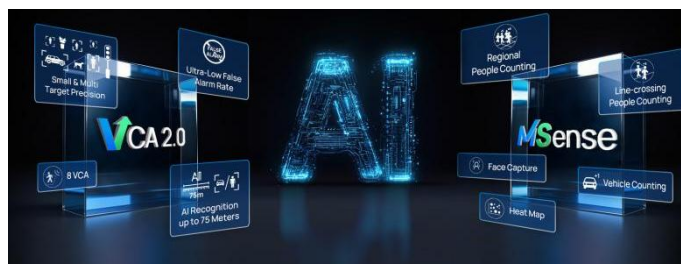 Small & Multi
Target Precision
FALSE
ALARM
Ultra-Low False
Alarm Rate
VCA 2.0
8 VCA
AI
75m
AI Recognition
up to 75 Meters
AI
Regional
People Counting
Line-crossing
People Counting
MSense
Face Capture
Vehicle Counting
Heat Map